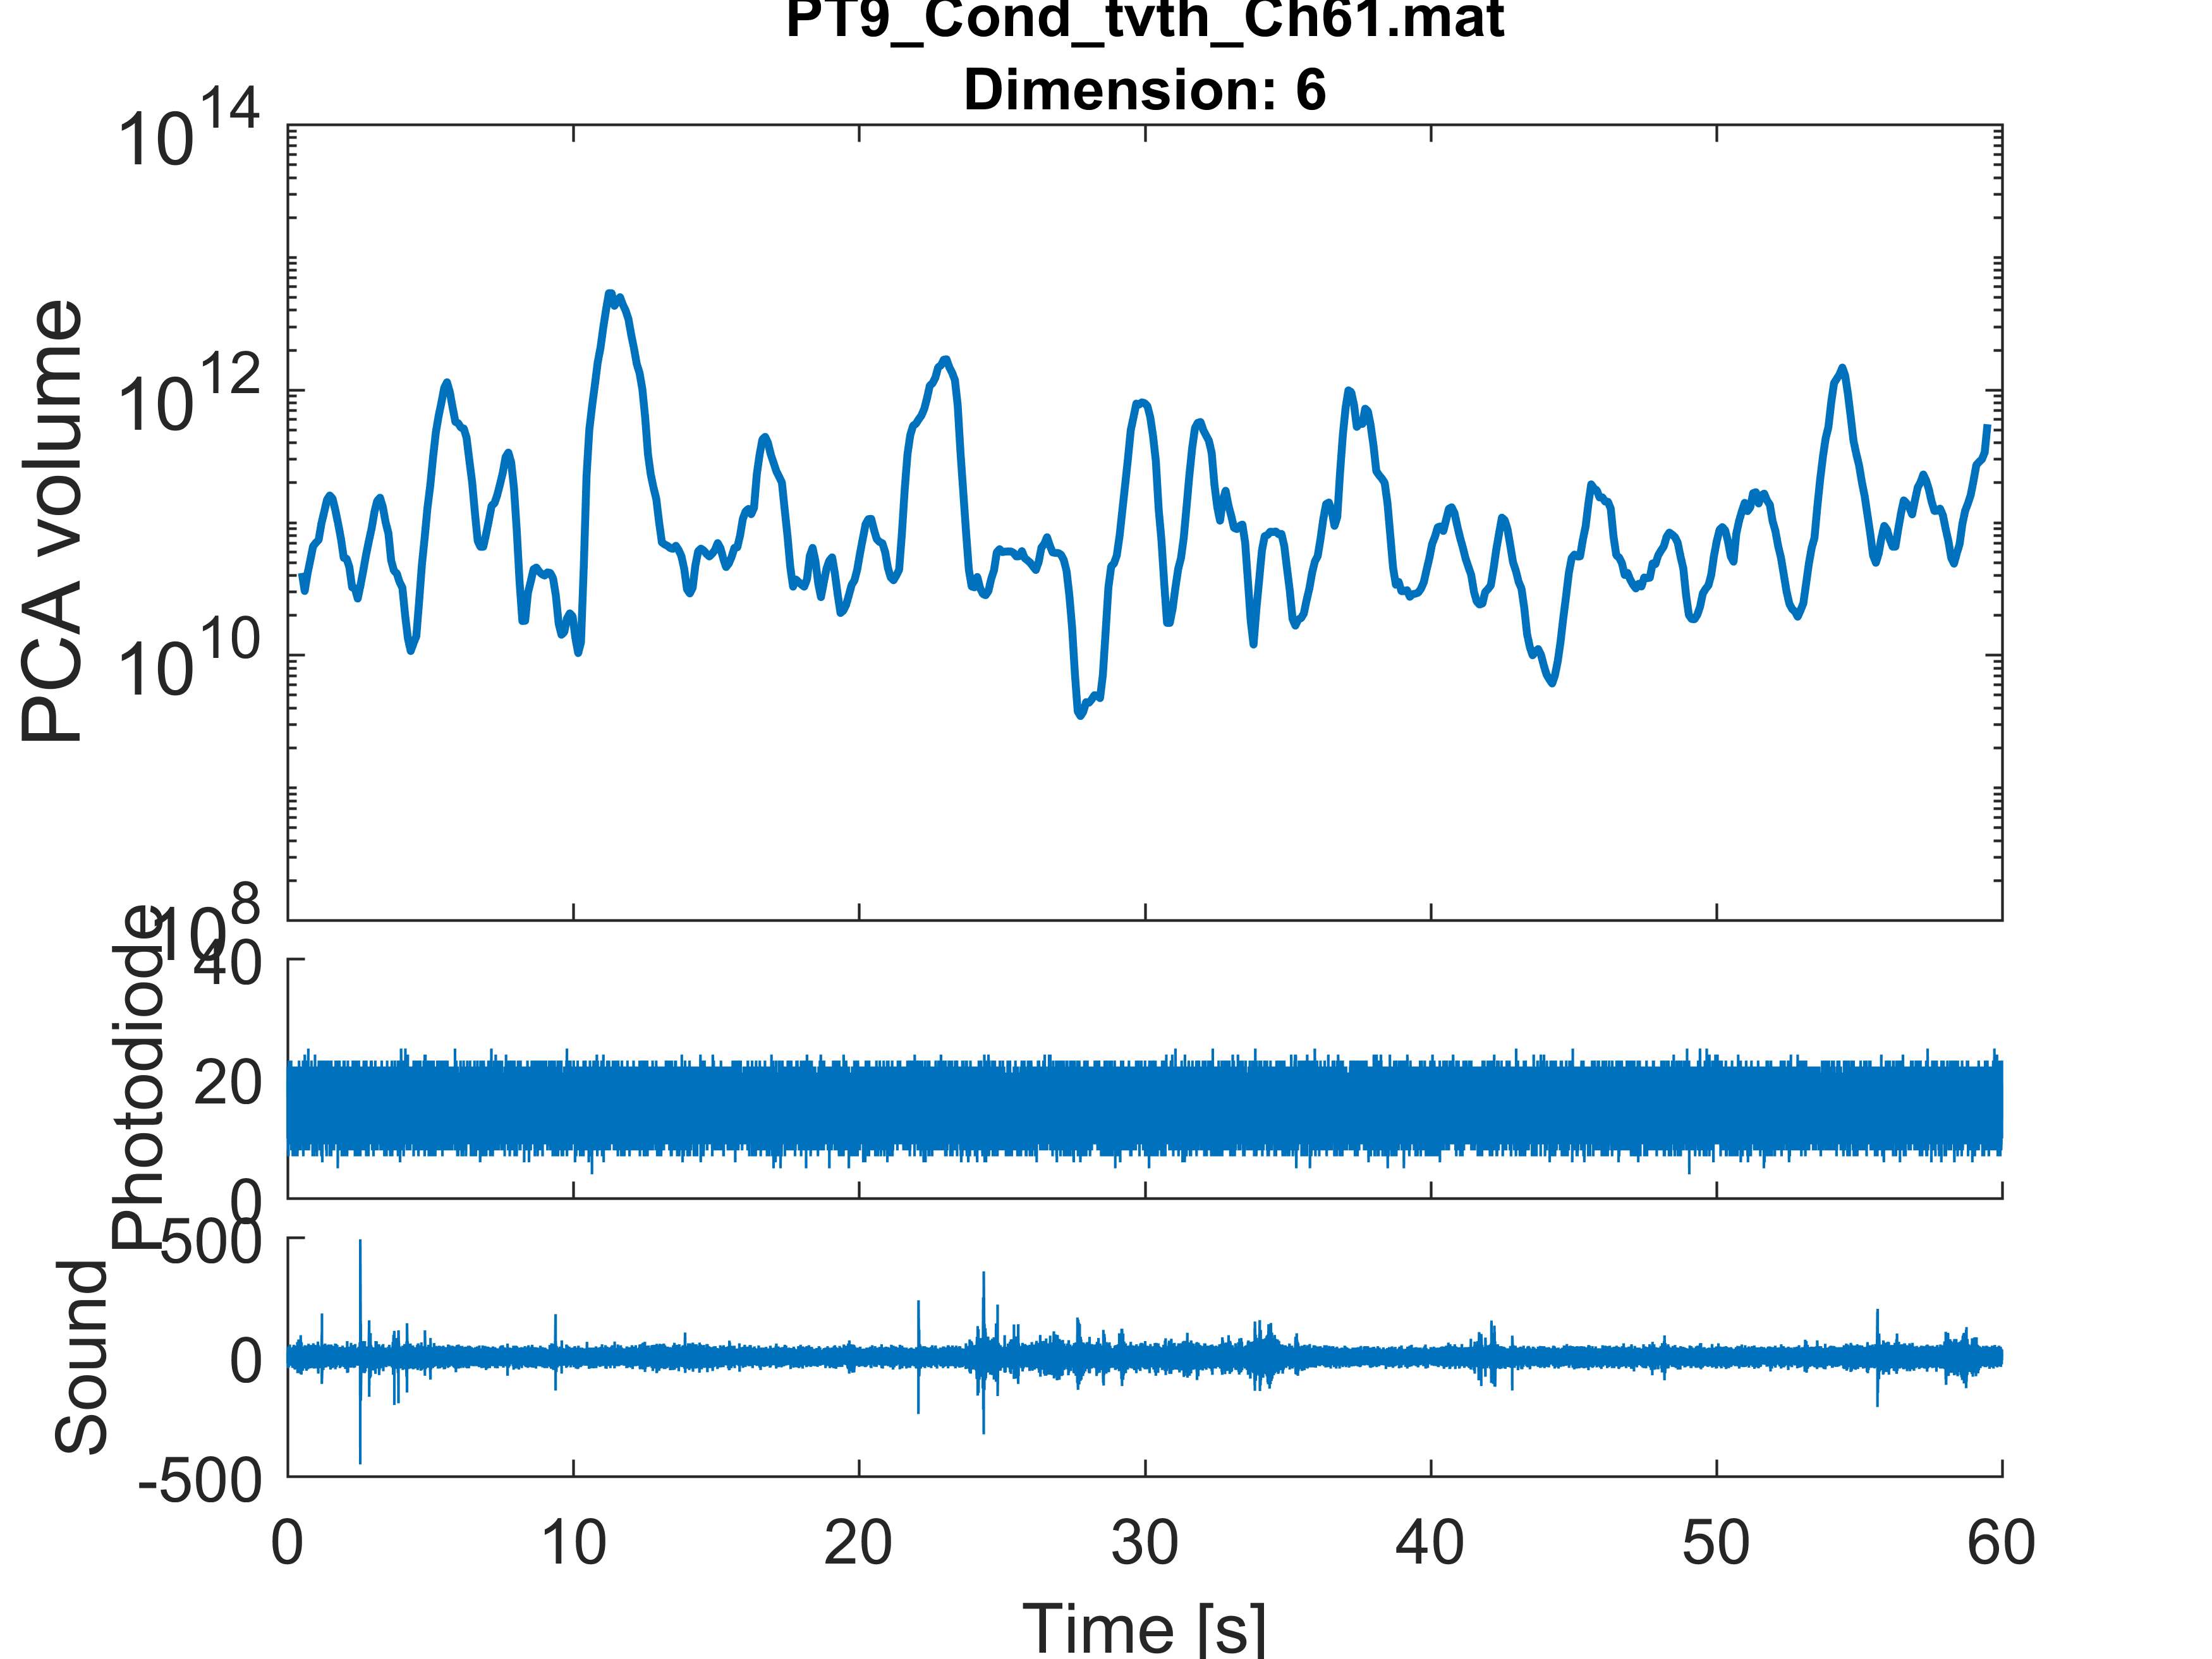 PT9_Cond_tvth_Ch61.mat
Dimension: 6
PCA volume
10^14
10^12
10^10
10^8
Photodiode
40
20
0
Sound
500
0
-500
0 10 20 30 40 50 60
Time [s]